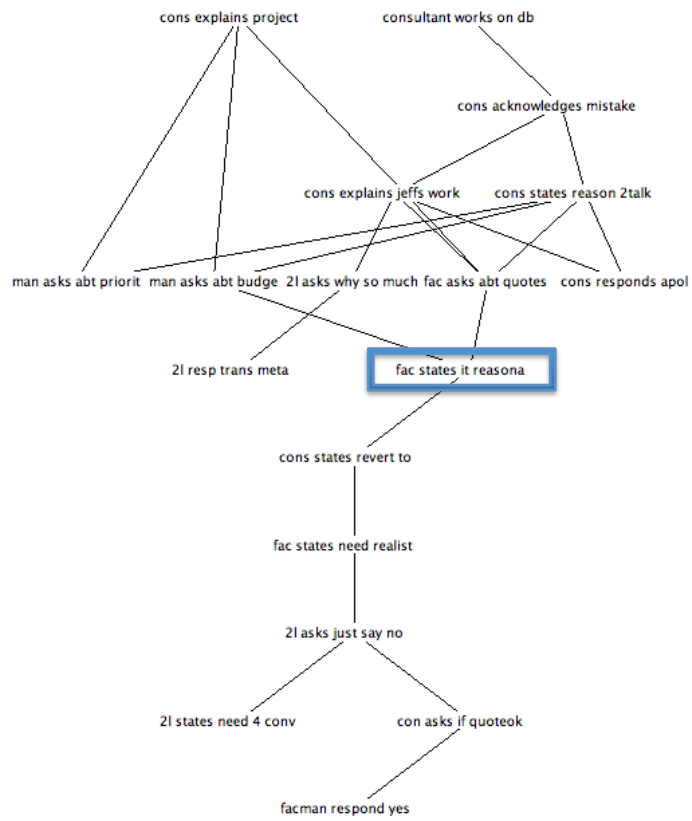 cons explains project
consultant works on db
cons acknowledges mistake
cons explains jeffs work
cons states reason 2talk
man asks abt priorit
man asks abt budge
2l asks why so much
fac asks abt quotes
cons responds apol
2l resp trans meta
fac states it reasona
cons states revert to
fac states need realist
2l asks just say no
2l states need 4 conv
con asks if quoteok
facman respond yes